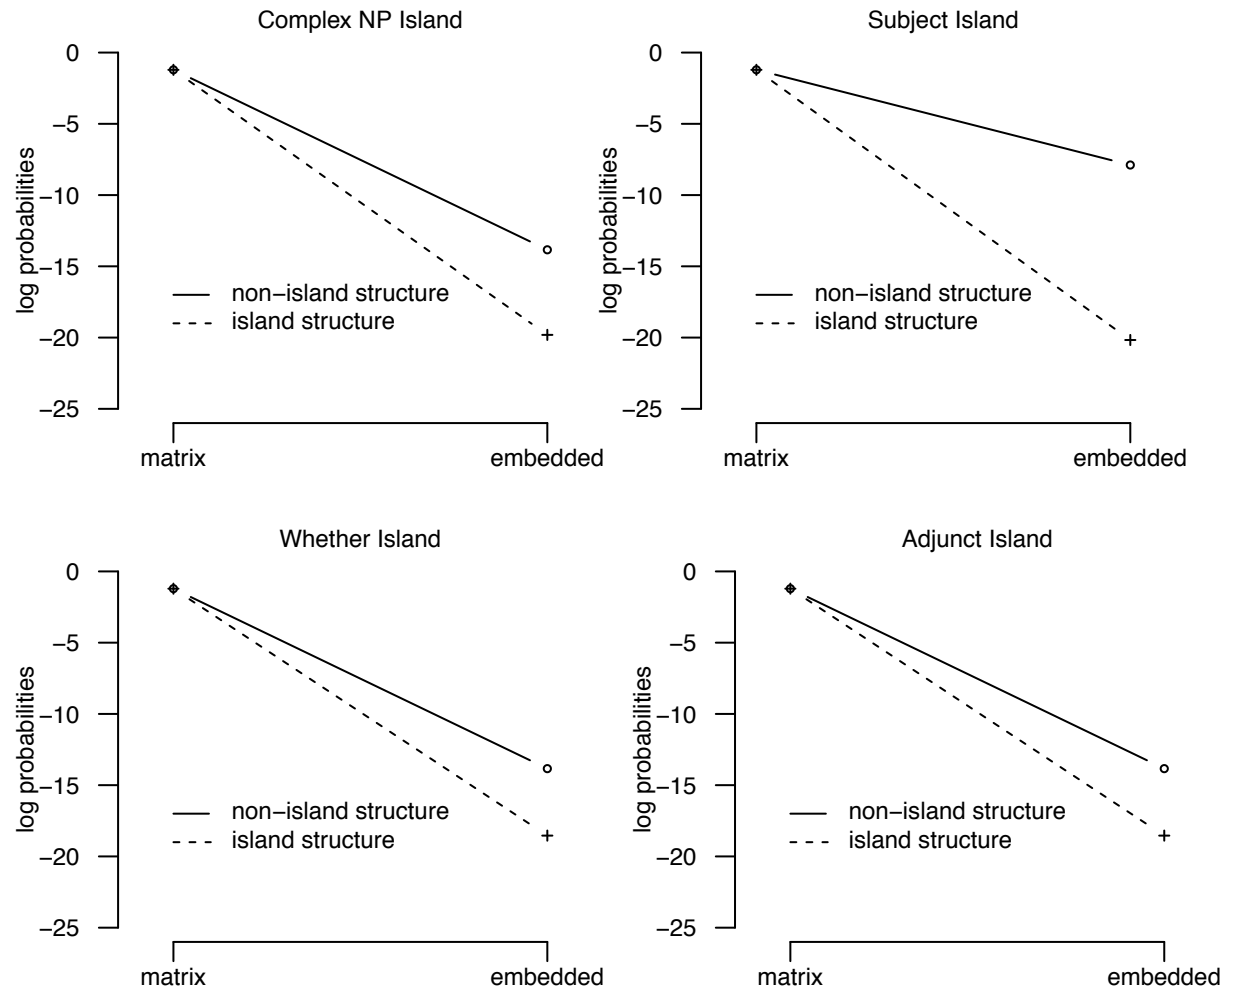 Complex NP Island
0
−5
−10
−15
−20
−25
log probabilities
non−island structure
island structure
matrix
embedded
Subject Island
0
−5
−10
−15
−20
−25
log probabilities
non−island structure
island structure
matrix
embedded
Whether Island
0
−5
−10
−15
−20
−25
log probabilities
non−island structure
island structure
matrix
embedded
Adjunct Island
0
−5
−10
−15
−20
−25
log probabilities
non−island structure
island structure
matrix
embedded